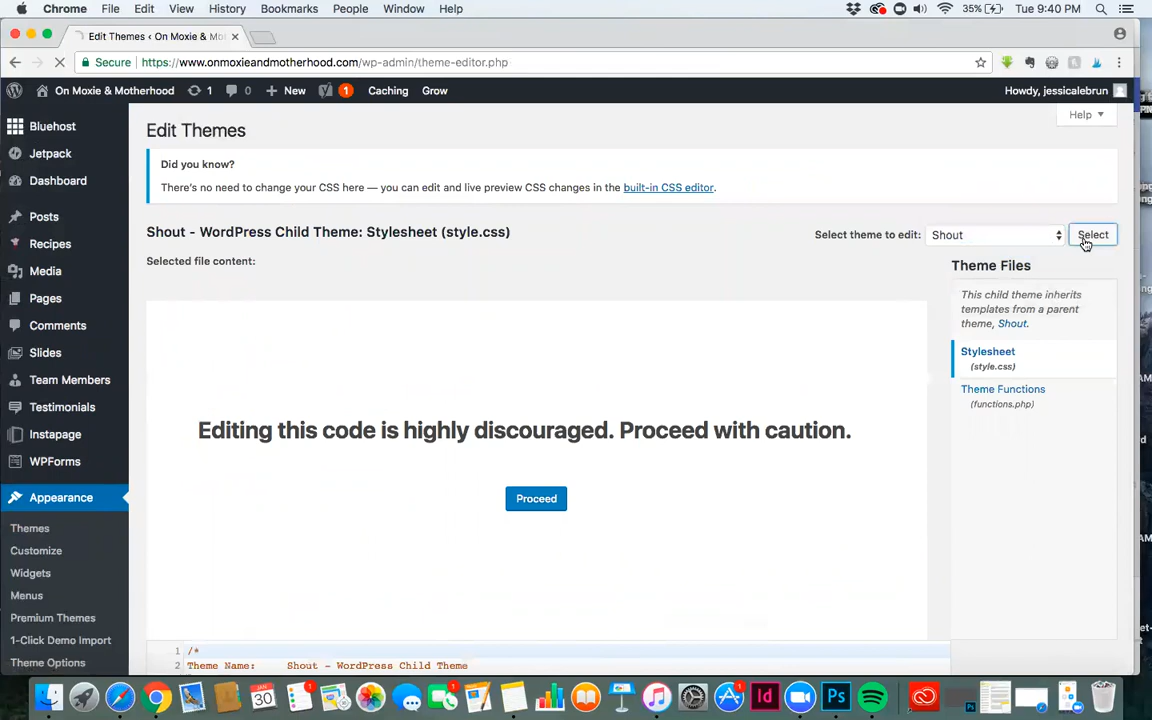 Chrome File Edit View History Bookmarks People Window Help 35% Tue 9:40 PM
Edit Themes ‹ On Moxie & Mo
Secure https://www.onmoxieandmotherhood.com/wp-admin/theme-editor.php
On Moxie & Motherhood 1 0 New 1 Caching Grow Howdy, jessicalebrun
Help
Bluehost
Jetpack
Dashboard
Posts
Recipes
Media
Pages
Comments
Slides
Team Members
Testimonials
Instapage
WPForms
Appearance
Themes
Customize
Widgets
Menus
Premium Themes
1-Click Demo Import
Theme Options
Edit Themes
Did you know?
There's no need to change your CSS here — you can edit and live preview CSS changes in the built-in CSS editor.
Shout - WordPress Child Theme: Stylesheet (style.css)
Select theme to edit: Shout Select
Selected file content:
Editing this code is highly discouraged. Proceed with caution.
Proceed
1 /*
2 Theme Name: Shout - WordPress Child Theme
Theme Files
This child theme inherits
templates from a parent
theme, Shout.
Stylesheet
(style.css)
Theme Functions
(functions.php)
JAN
30
1
1
Id
Ps